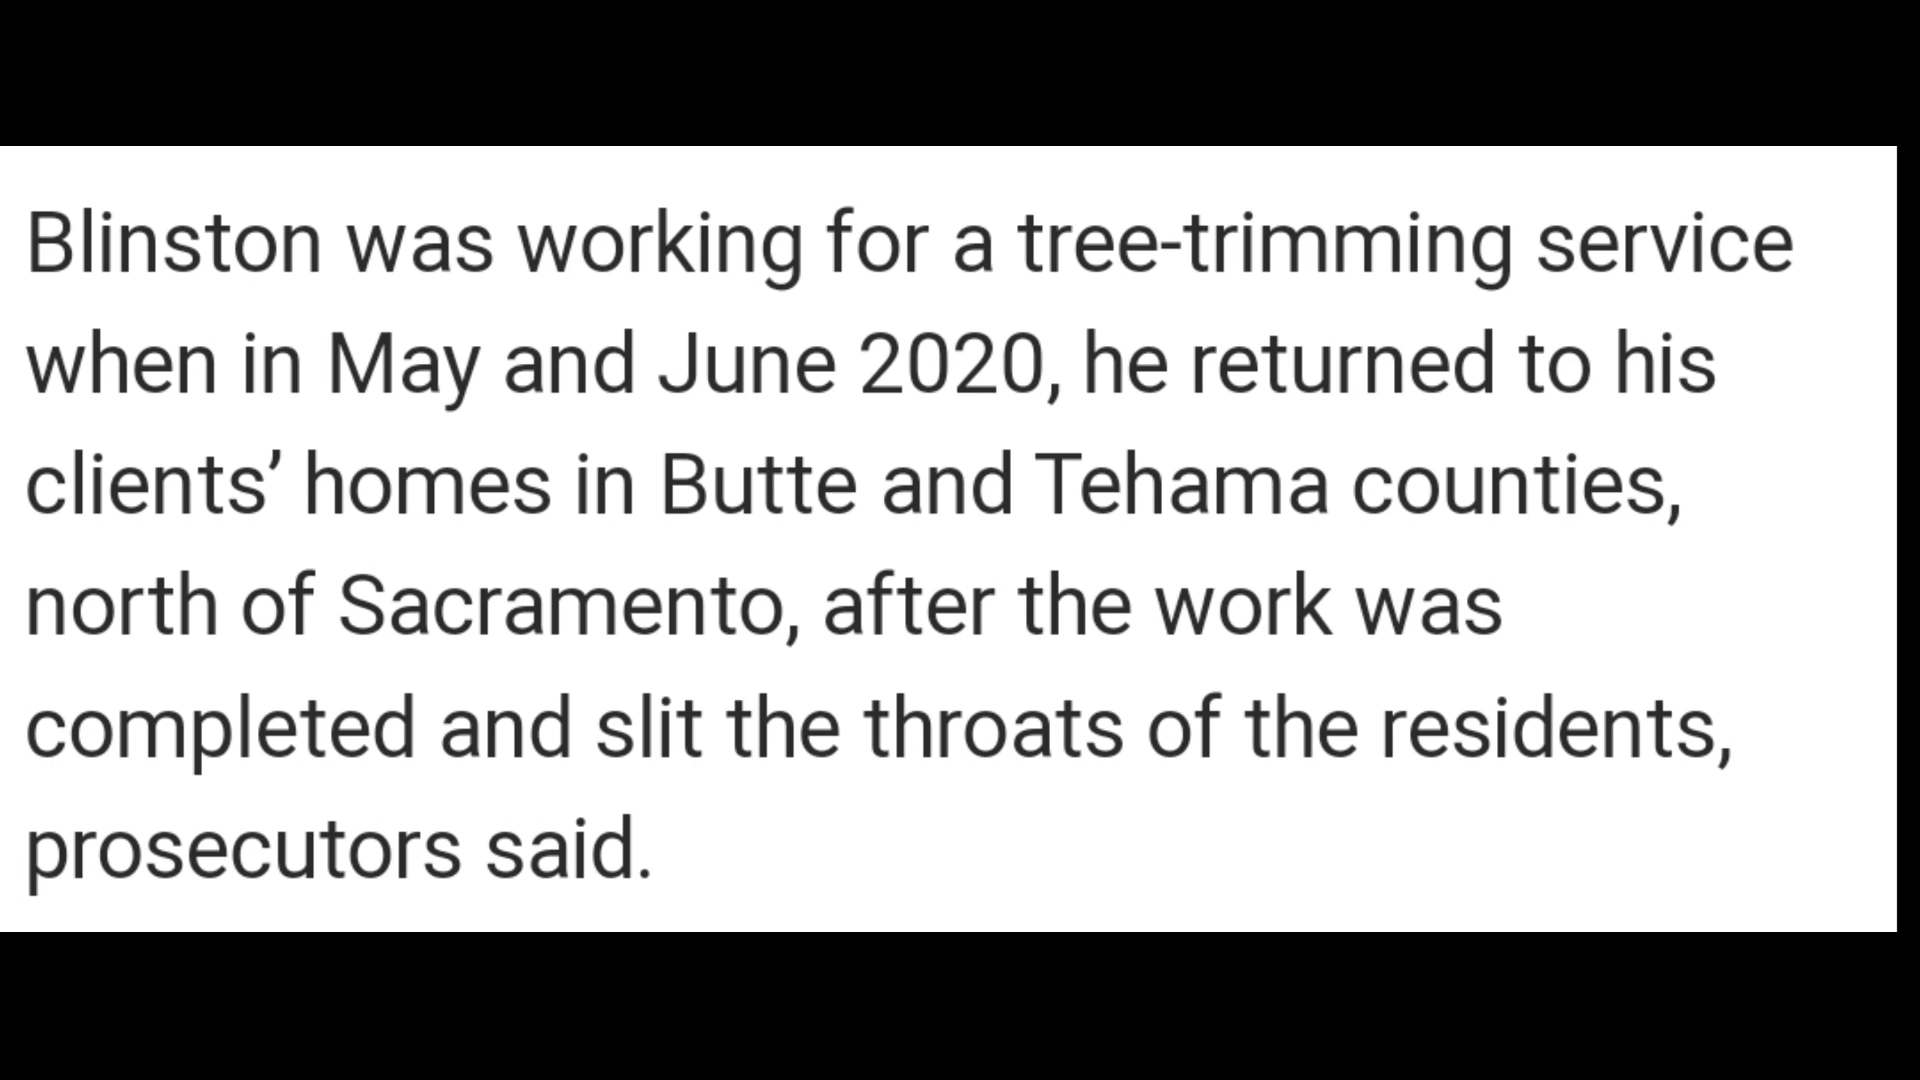 Blinston was working for a tree-trimming service
when in May and June 2020, he returned to his
clients’ homes in Butte and Tehama counties,
north of Sacramento, after the work was
completed and slit the throats of the residents,
prosecutors said.